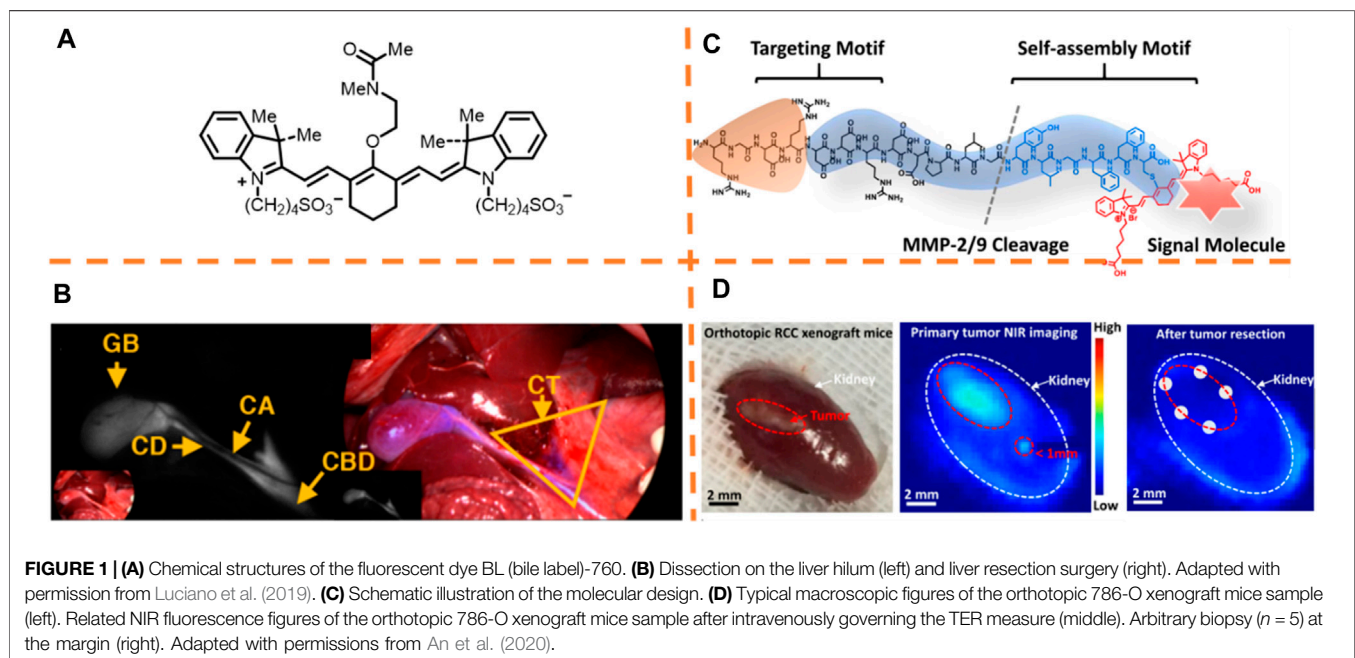 A
O
Me
MeN
O
Me
Me
Me
Me
N
+
N
(CH₂)₄SO₃⁻
(CH₂)₄SO₃⁻
C
Targeting Motif
Self-assembly Motif
MMP-2/9 Cleavage
Signal Molecule
B
GB
CD
CA
CBD
CT
D
Orthotopic RCC xenograft mice
Kidney
Tumor
2 mm
Primary tumor NIR imaging
Kidney
< 1mm
2 mm
High
Low
After tumor resection
Kidney
2 mm
FIGURE 1 | (A) Chemical structures of the fluorescent dye BL (bile label)-760. (B) Dissection on the liver hilum (left) and liver resection surgery (right). Adapted with
permission from Luciano et al. (2019). (C) Schematic illustration of the molecular design. (D) Typical macroscopic figures of the orthotopic 786-O xenograft mice sample
(left). Related NIR fluorescence figures of the orthotopic 786-O xenograft mice sample after intravenously governing the TER measure (middle). Arbitrary biopsy (n = 5) at
the margin (right). Adapted with permissions from An et al. (2020).